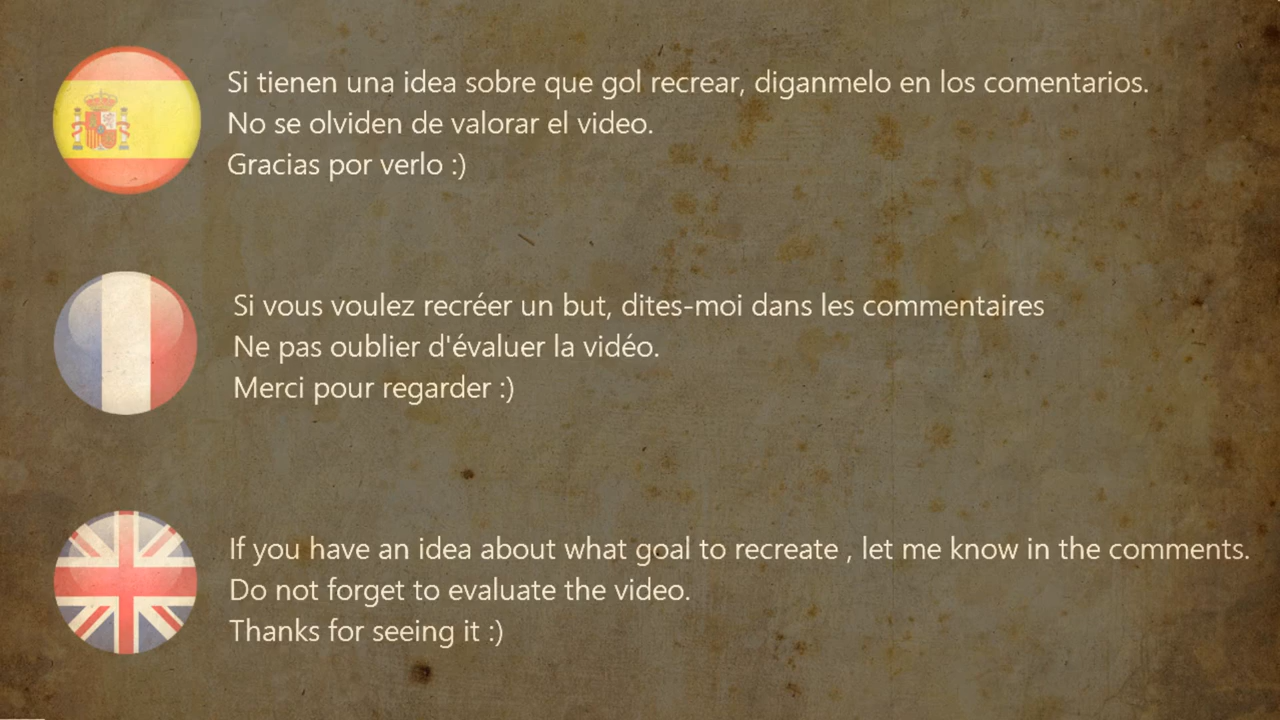 Si tienen una idea sobre que gol recrear, diganmelo en los comentarios.
No se olviden de valorar el video.
Gracias por verlo :)
Si vous voulez recréer un but, dites-moi dans les commentaires
Ne pas oublier d'évaluer la vidéo.
Merci pour regarder :)
If you have an idea about what goal to recreate , let me know in the comments.
Do not forget to evaluate the video.
Thanks for seeing it :)